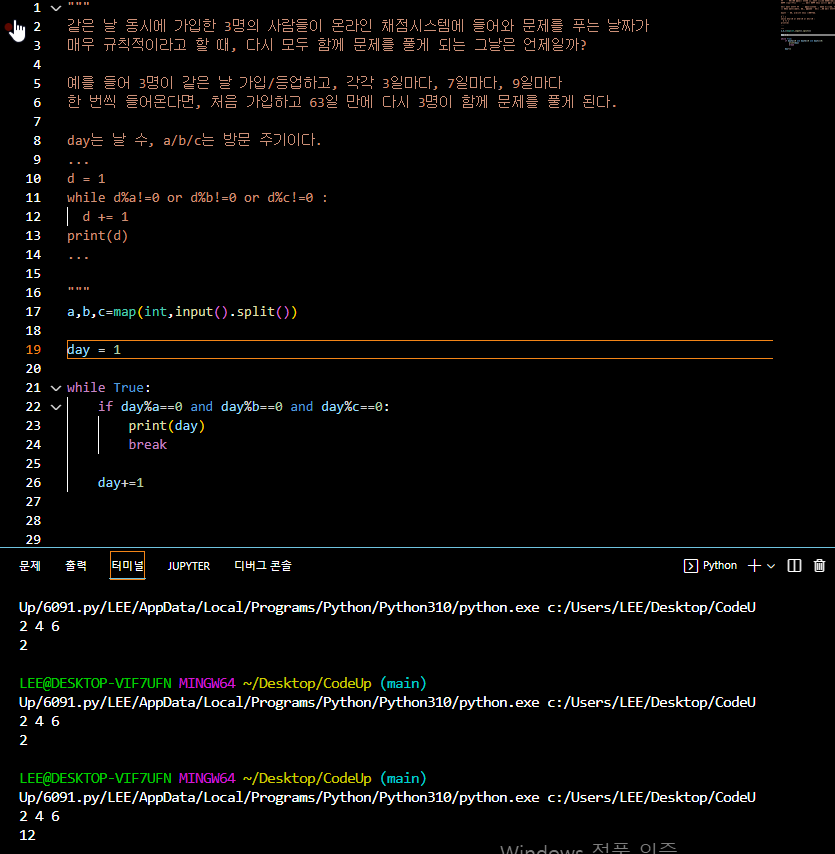 1 """
2 같은 날 동시에 가입한 3명의 사람들이 온라인 채점시스템에 들어와 문제를 푸는 날짜가
3 매우 규칙적이라고 할 때, 다시 모두 함께 문제를 풀게 되는 그날은 언제일까?
4
5 예를 들어 3명이 같은 날 가입/등업하고, 각각 3일마다, 7일마다, 9일마다
6 한 번씩 들어온다면, 처음 가입하고 63일 만에 다시 3명이 함께 문제를 풀게 된다.
7
8 day는 날 수, a/b/c는 방문 주기이다.
9 ...
10 d = 1
11 while d%a!=0 or d%b!=0 or d%c!=0 :
12   d += 1
13 print(d)
14 ...
15
16 """
17 a,b,c=map(int,input().split())
18
19 day = 1
20
21 while True:
22     if day%a==0 and day%b==0 and day%c==0:
23         print(day)
24         break
25
26     day+=1
27
28
29
문제 출력 터미널 JUPYTER 디버그 콘솔 Python
Up/6091.py/LEE/AppData/Local/Programs/Python/Python310/python.exe c:/Users/LEE/Desktop/CodeU
2 4 6
2
LEE@DESKTOP-VIF7UFN MINGW64 ~/Desktop/CodeUp (main)
Up/6091.py/LEE/AppData/Local/Programs/Python/Python310/python.exe c:/Users/LEE/Desktop/CodeU
2 4 6
2
LEE@DESKTOP-VIF7UFN MINGW64 ~/Desktop/CodeUp (main)
Up/6091.py/LEE/AppData/Local/Programs/Python/Python310/python.exe c:/Users/LEE/Desktop/CodeU
2 4 6
12
Windows 정품 인증